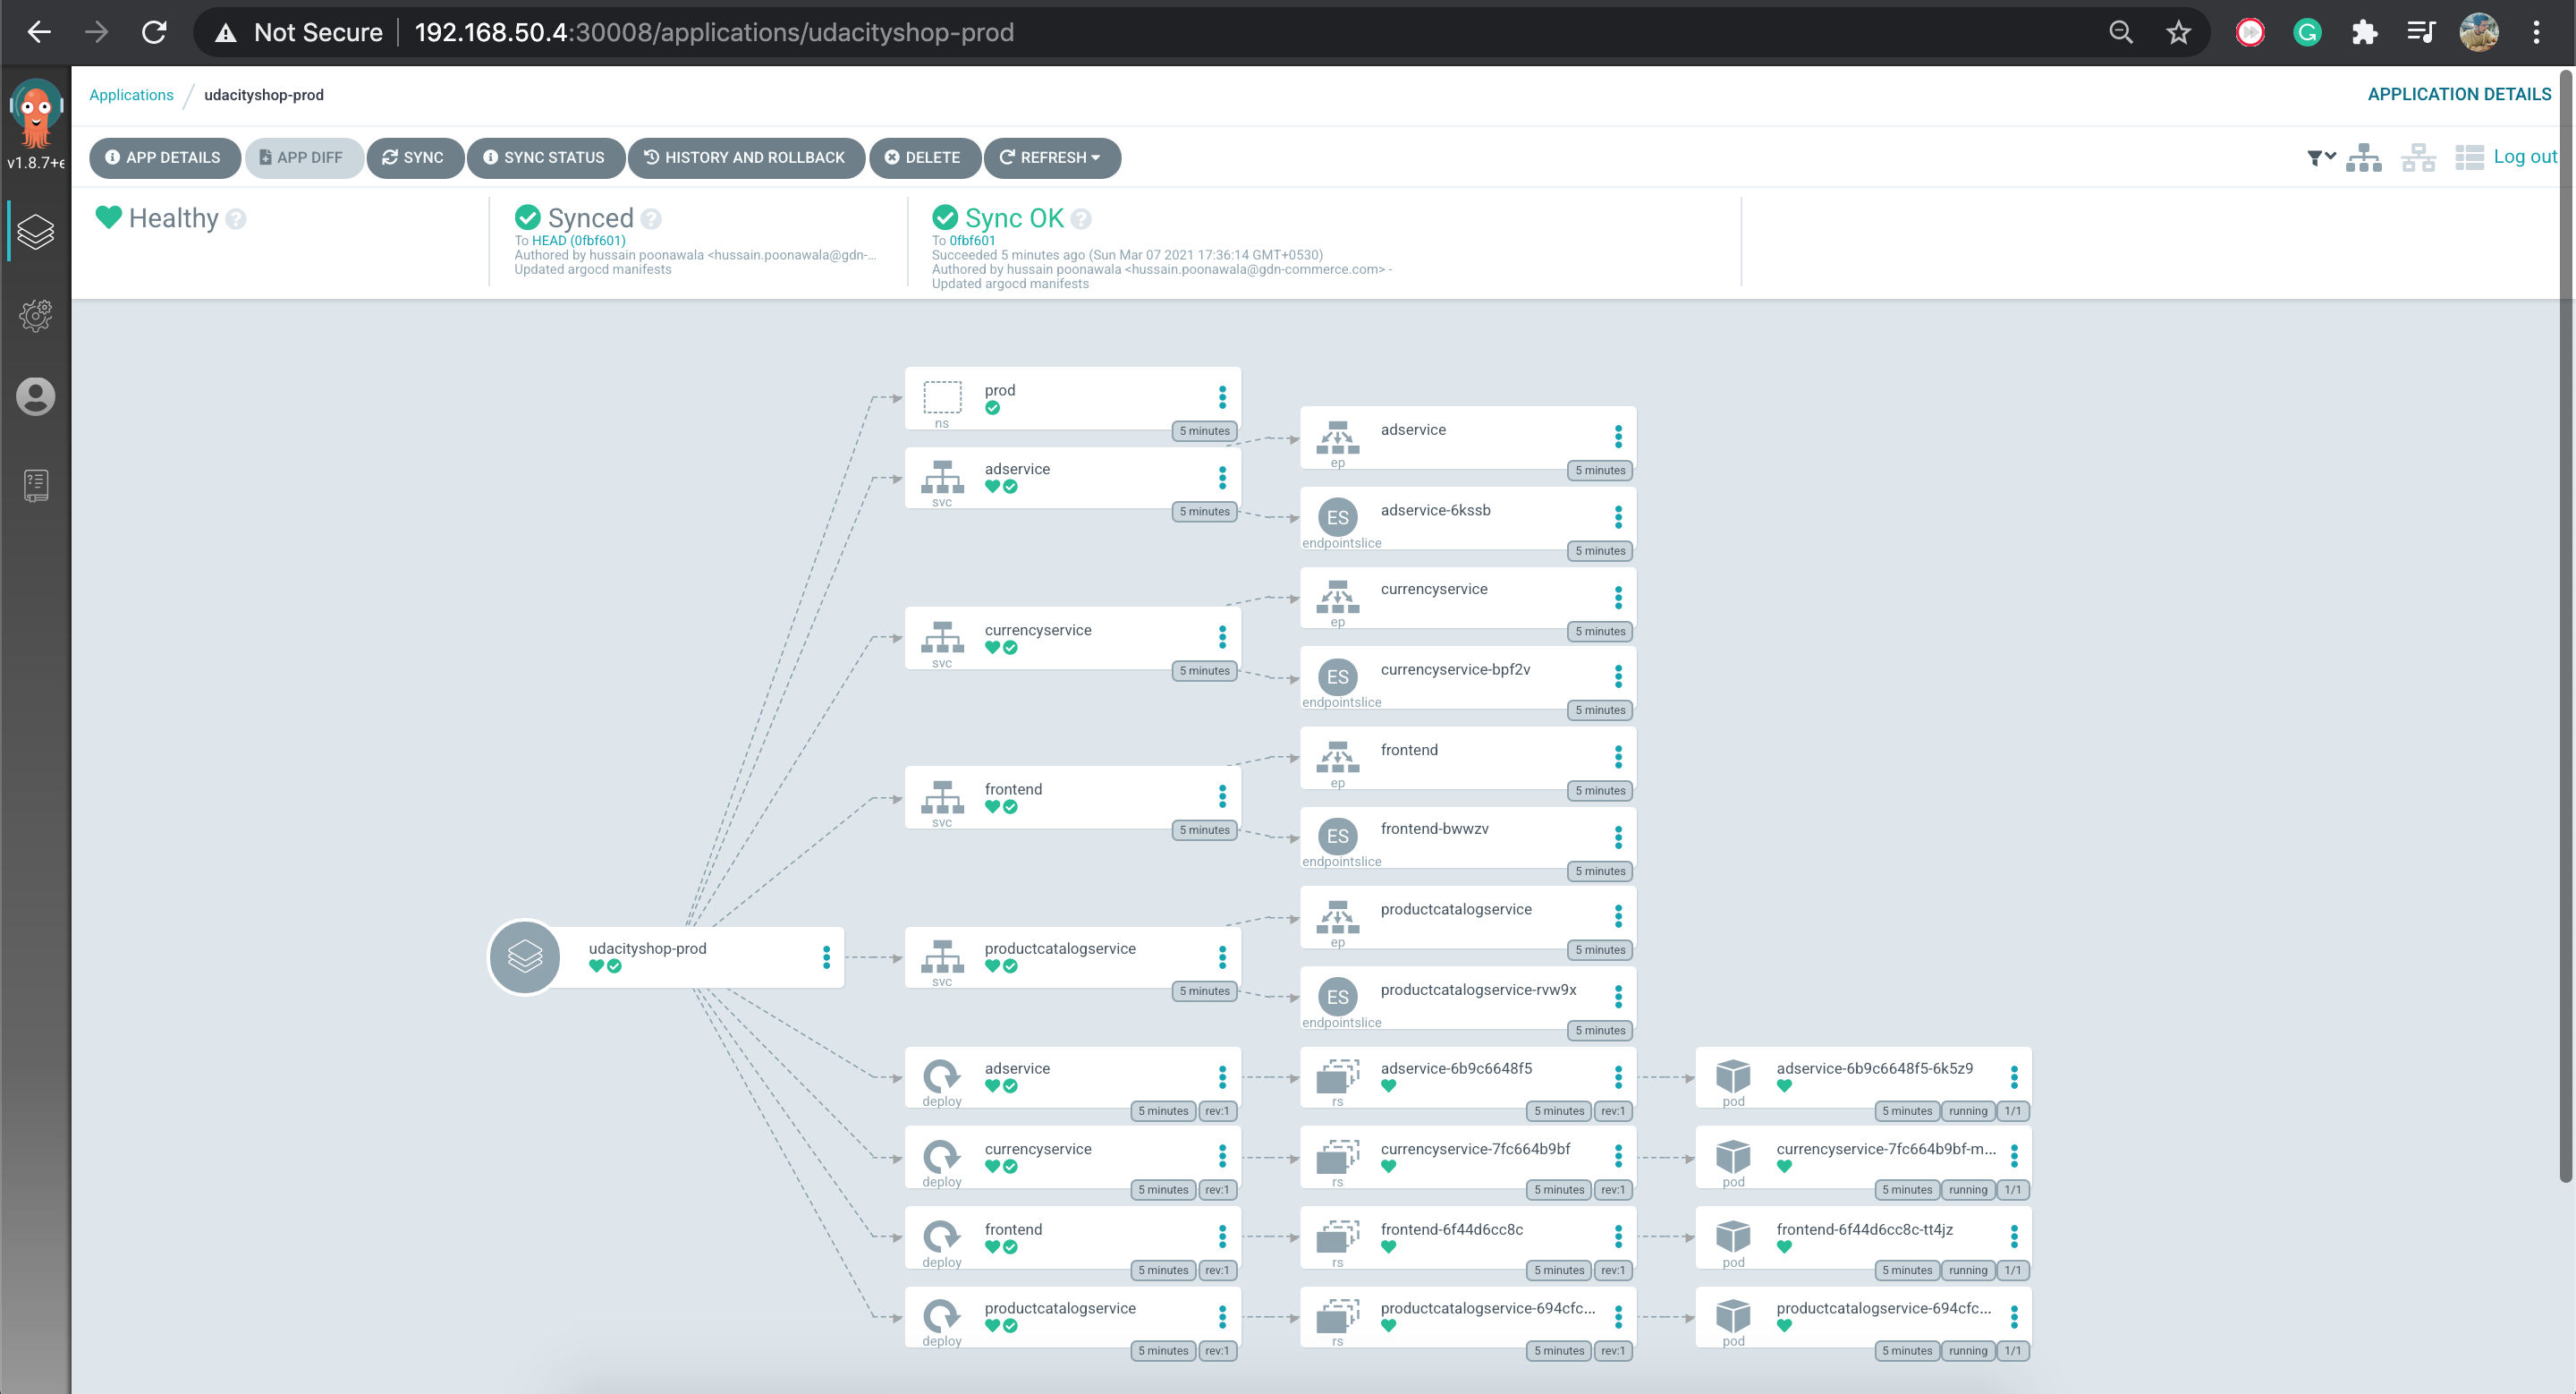 Not Secure 192.168.50.4:30008/applications/udacityshop-prod
v1.8.7+e
Applications / udacityshop-prod
APPLICATION DETAILS
APP DETAILS
APP DIFF
SYNC
SYNC STATUS
HISTORY AND ROLLBACK
DELETE
REFRESH
Log out
Healthy
Synced
To HEAD (0fbf601)
Authored by hussain poonawala <hussain.poonawala@gdn-...
Updated argocd manifests
Sync OK
To 0fbf601
Succeeded 5 minutes ago (Sun Mar 07 2021 17:36:14 GMT+0530)
Authored by hussain poonawala <hussain.poonawala@gdn-commerce.com> -
Updated argocd manifests
udacityshop-prod
prod
ns
5 minutes
adservice
svc
5 minutes
adservice
ep
5 minutes
ES
adservice-6kssb
endpointslice
5 minutes
currencyservice
svc
5 minutes
currencyservice
ep
5 minutes
ES
currencyservice-bpf2v
endpointslice
5 minutes
frontend
svc
5 minutes
frontend
ep
5 minutes
ES
frontend-bwwzv
endpointslice
5 minutes
productcatalogservice
svc
5 minutes
productcatalogservice
ep
5 minutes
ES
productcatalogservice-rvw9x
endpointslice
5 minutes
adservice
deploy
5 minutes rev:1
adservice-6b9c6648f5
rs
5 minutes rev:1
adservice-6b9c6648f5-6k5z9
pod
5 minutes running 1/1
currencyservice
deploy
5 minutes rev:1
currencyservice-7fc664b9bf
rs
5 minutes rev:1
currencyservice-7fc664b9bf-m...
pod
5 minutes running 1/1
frontend
deploy
5 minutes rev:1
frontend-6f44d6cc8c
rs
5 minutes rev:1
frontend-6f44d6cc8c-tt4jz
pod
5 minutes running 1/1
productcatalogservice
deploy
5 minutes rev:1
productcatalogservice-694cfc...
rs
5 minutes rev:1
productcatalogservice-694cfc...
pod
5 minutes running 1/1